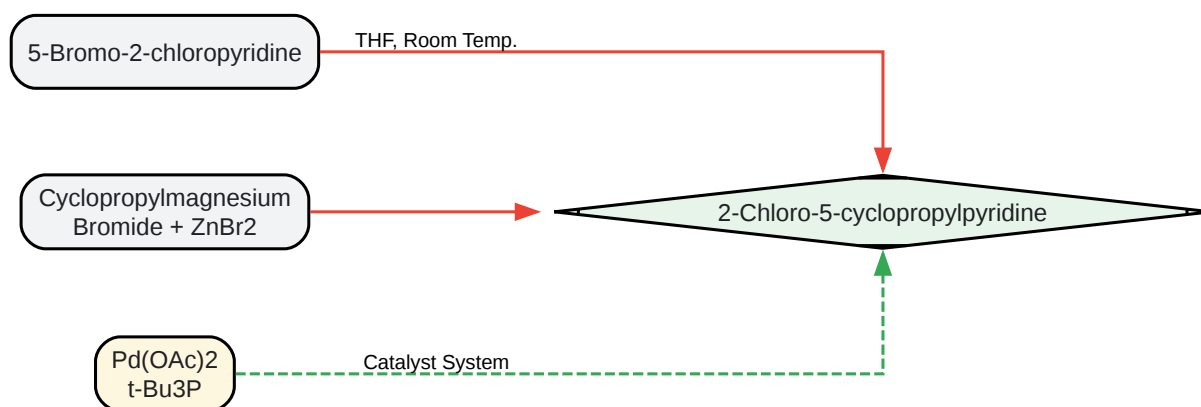 5-Bromo-2-chloropyridine
THF, Room Temp.
Cyclopropylmagnesium
Bromide + ZnBr2
2-Chloro-5-cyclopropylpyridine
Pd(OAc)2
t-Bu3P
Catalyst System